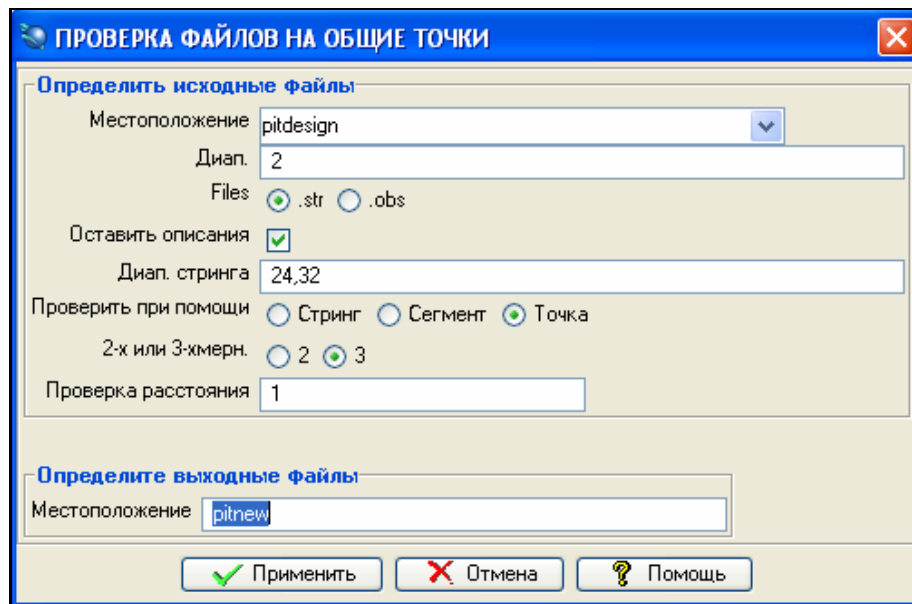 ПРОВЕРКА ФАЙЛОВ НА ОБЩИЕ ТОЧКИ
Определить исходные файлы
Местоположение pitdesign
Диап. 2
Files .str .obs
Оставить описания
Диап. стринга 24,32
Проверить при помощи Стринг Сегмент Точка
2-х или 3-хмерн. 2 3
Проверка расстояния 1
Определите выходные файлы
Местоположение pitnew
Применить Отмена Помощь